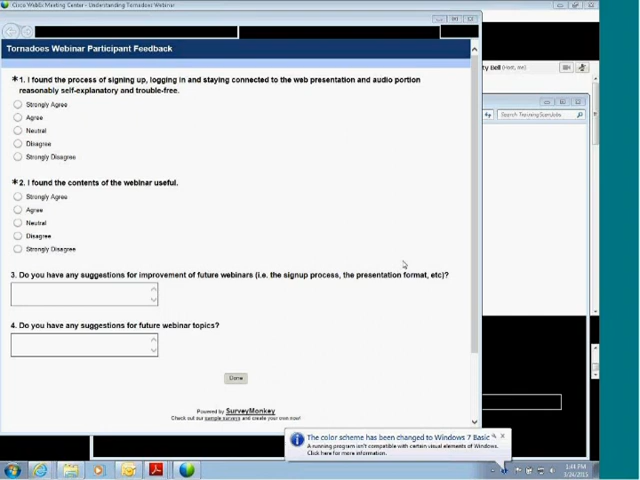 Cisco WebEx Meeting Center - Understanding Tornadoes Webinar
Tornadoes Webinar Participant Feedback
*1. I found the process of signing up, logging in and staying connected to the web presentation and audio portion
reasonably self-explanatory and trouble-free.
Strongly Agree
Agree
Neutral
Disagree
Strongly Disagree
*2. I found the contents of the webinar useful.
Strongly Agree
Agree
Neutral
Disagree
Strongly Disagree
3. Do you have any suggestions for improvement of future webinars (i.e. the signup process, the presentation format, etc)?
4. Do you have any suggestions for future webinar topics?
Done
Powered by SurveyMonkey
Check out our sample surveys and create your own now!
ty Bell (Host, me)
Search Training
The color scheme has been changed to Windows 7 Basic
A running program isn't compatible with certain visual elements of Windows.
Click here for more information.
1:44 PM
3/26/2015